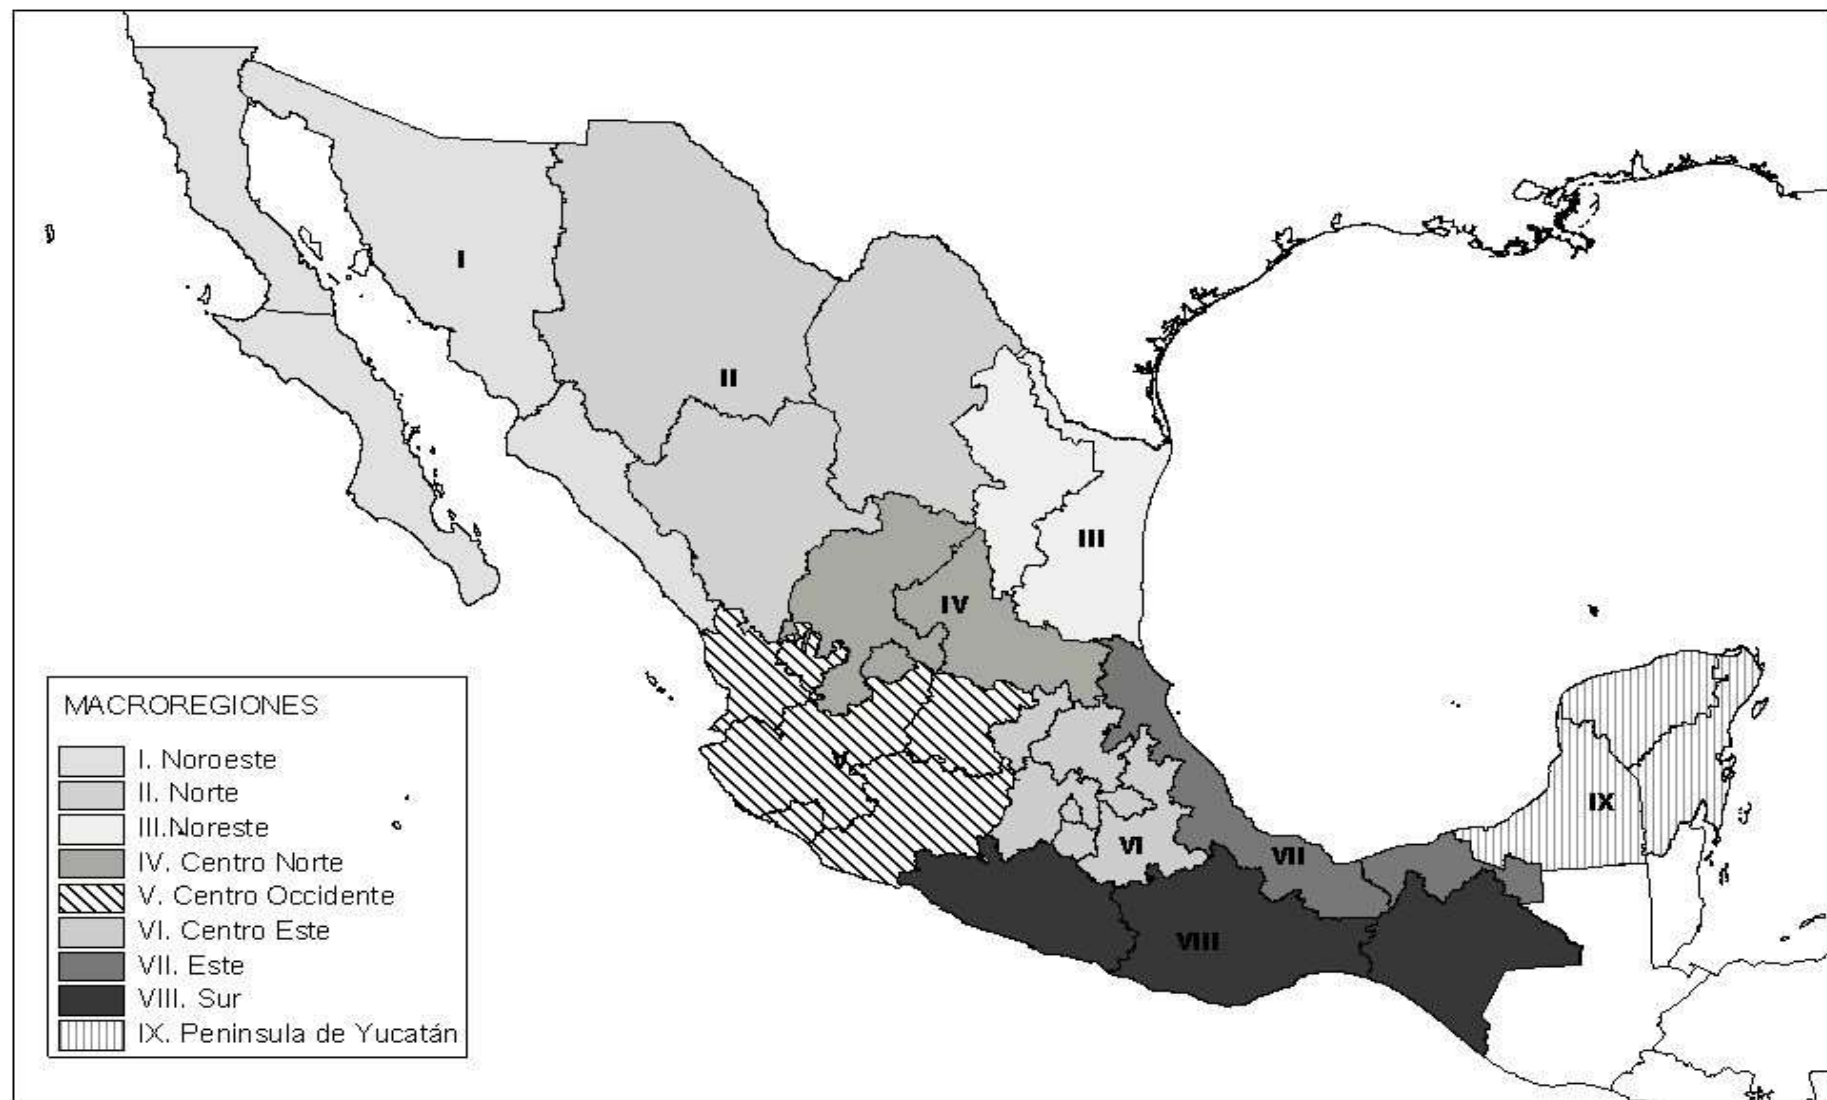 I
II
III
IV
V
VI
VII
VIII
IX
MACROREGIONES
I. Noroeste
II. Norte
III.Noreste
IV. Centro Norte
V. Centro Occidente
VI. Centro Este
VII. Este
VIII. Sur
IX. Peninsula de Yucatán